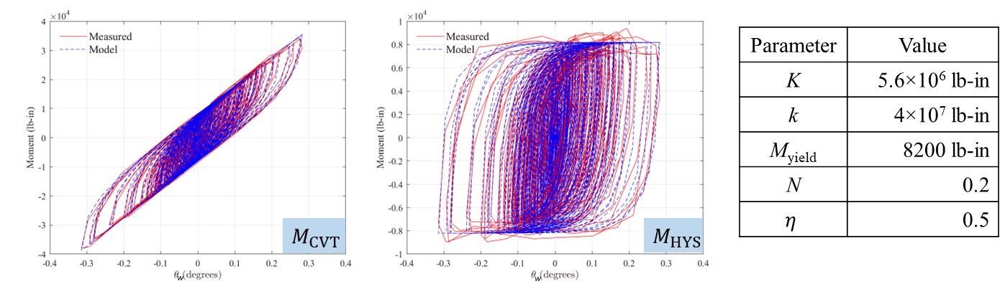 ×10⁴
4
3
2
1
0
-1
-2
-3
-4
Moment (lb-in)
Measured
Model
M_CVT
-0.4 -0.3 -0.2 -0.1 0 0.1 0.2 0.3 0.4
θw(degrees)
×10⁴
1
0.8
0.6
0.4
0.2
0
-0.2
-0.4
-0.6
-0.8
-1
Moment (lb-in)
Measured
Model
M_HYS
-0.4 -0.3 -0.2 -0.1 0 0.1 0.2 0.3 0.4
θw(degrees)
Parameter Value
K 5.6×10⁶ lb-in
k 4×10⁷ lb-in
M_yield 8200 lb-in
N 0.2
η 0.5